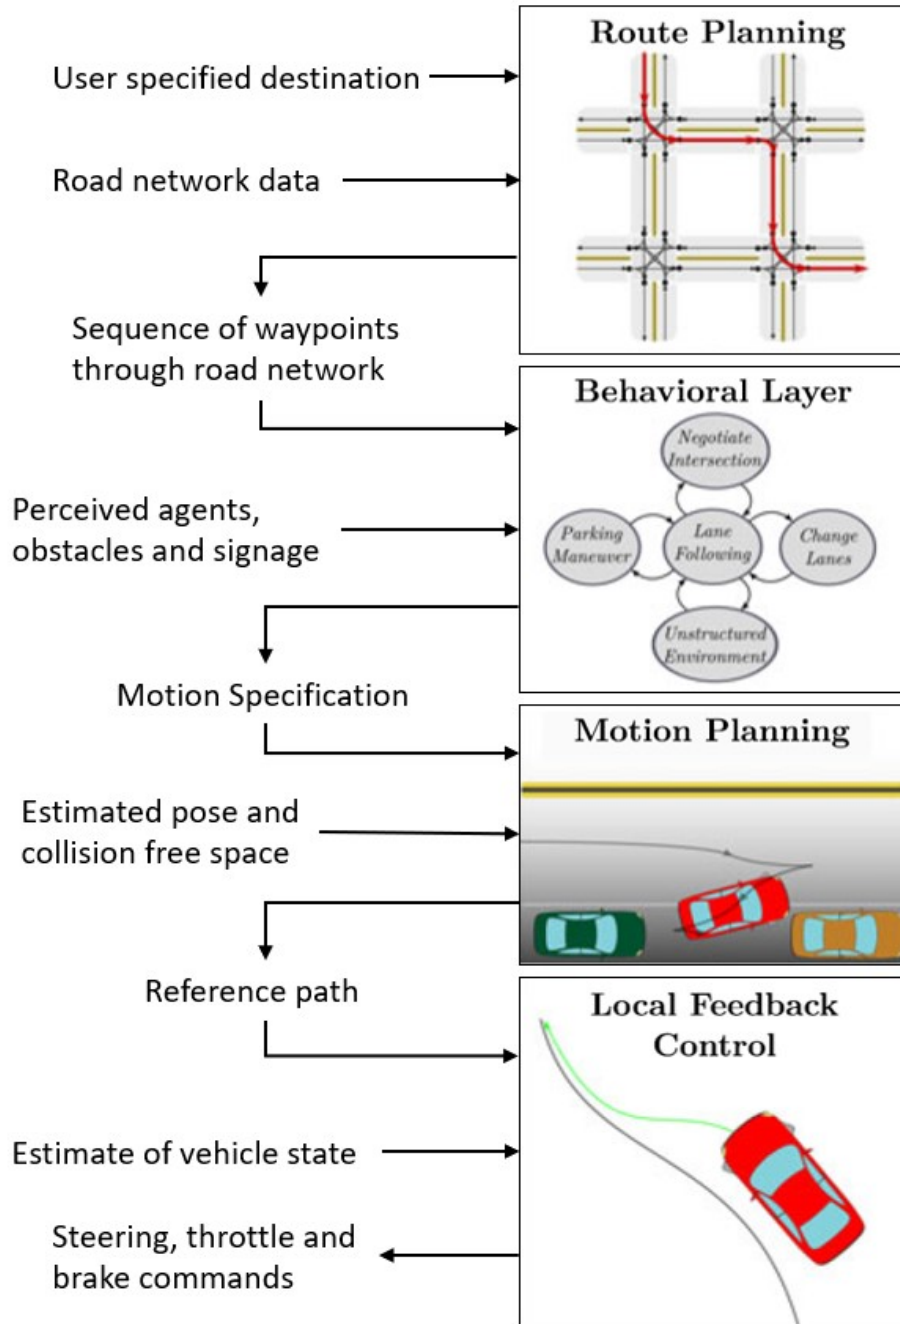 Route Planning
User specified destination
Road network data
Sequence of waypoints
through road network
Behavioral Layer
Negotiate
Intersection
Perceived agents,
obstacles and signage
Parking
Maneuver
Lane
Following
Change
Lanes
Unstructured
Environment
Motion Specification
Motion Planning
Estimated pose and
collision free space
Reference path
Local Feedback
Control
Estimate of vehicle state
Steering, throttle and
brake commands